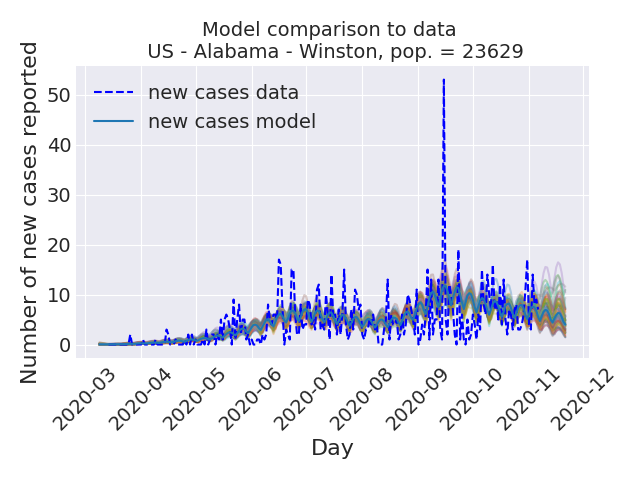 Model comparison to data
US - Alabama - Winston, pop. = 23629
new cases data
new cases model
Number of new cases reported
50
40
30
20
10
0
2020-03
2020-04
2020-05
2020-06
2020-07
2020-08
2020-09
2020-10
2020-11
2020-12
Day